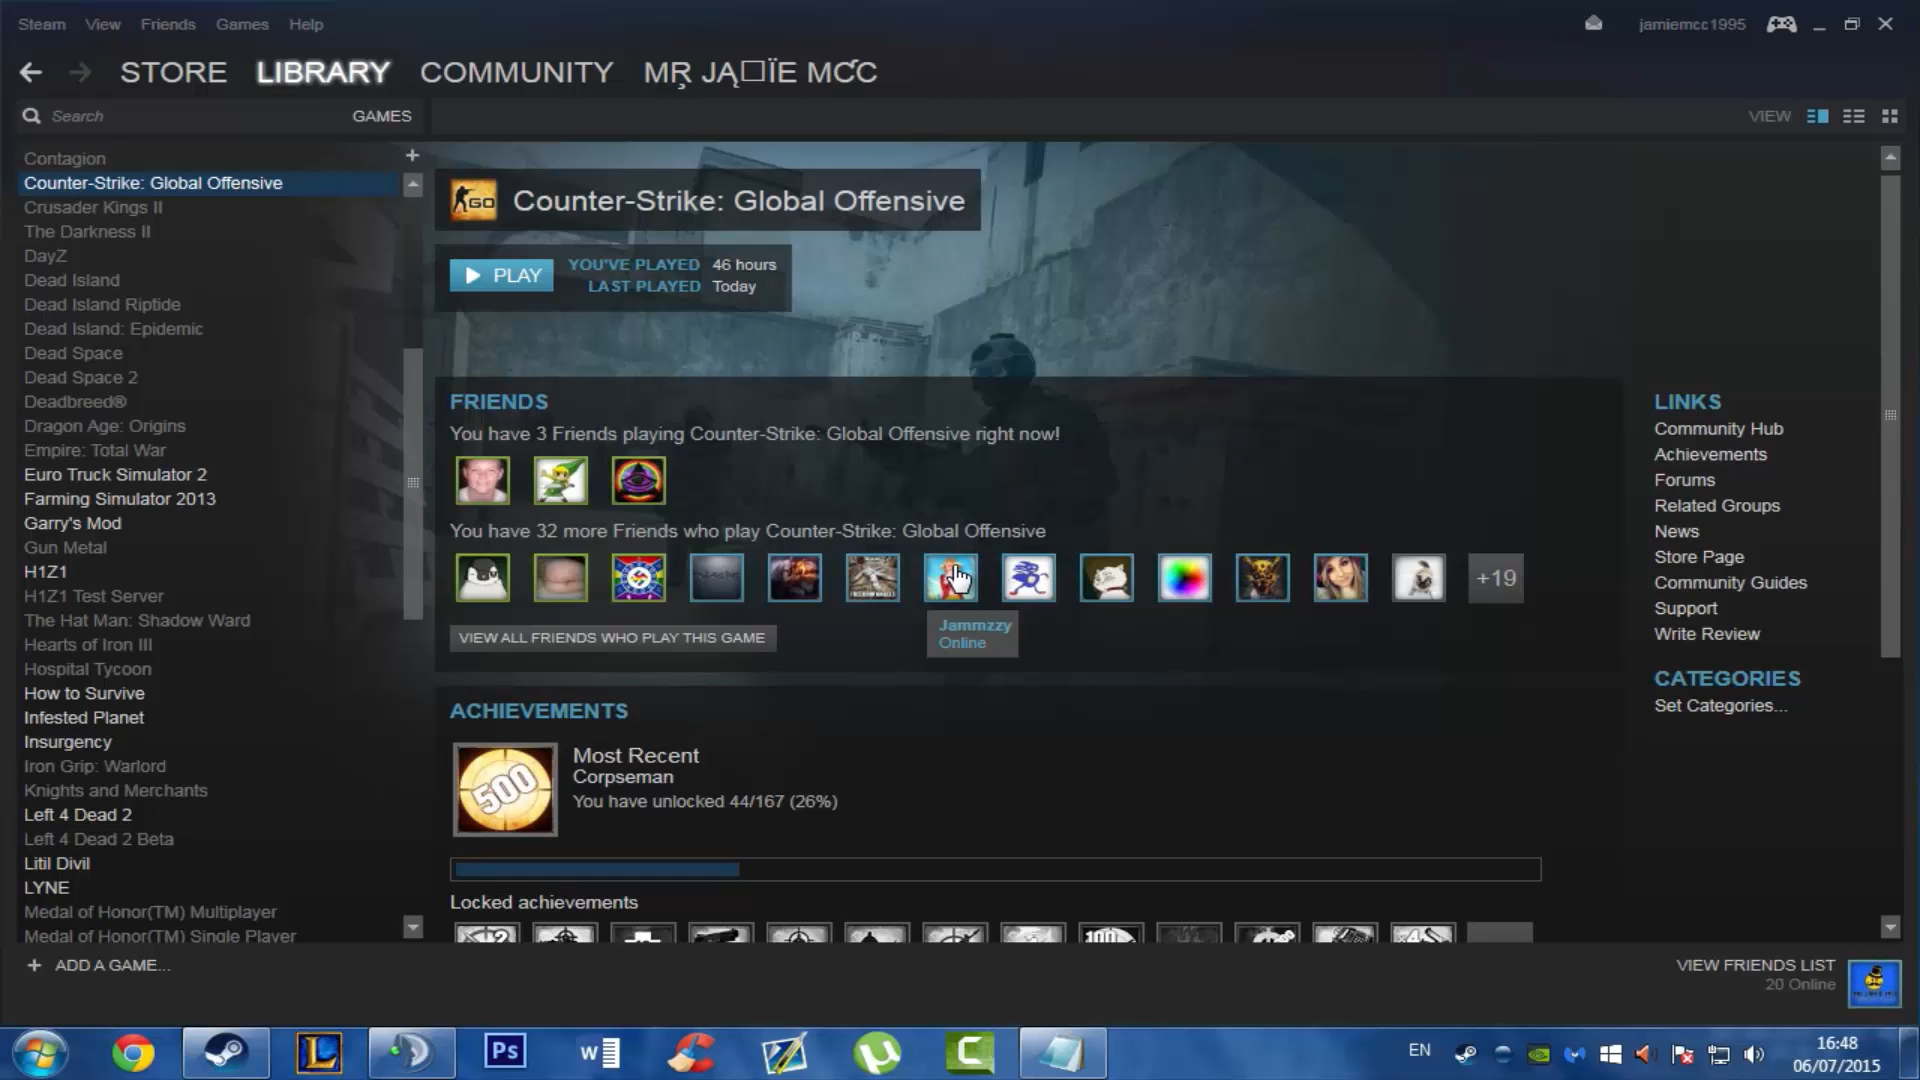 Steam View Friends Games Help
jamiemcc1995
STORE LIBRARY COMMUNITY MŖ JĄ□ÏE MƇC
Search GAMES
VIEW
Contagion
Counter-Strike: Global Offensive
Crusader Kings II
The Darkness II
DayZ
Dead Island
Dead Island Riptide
Dead Island: Epidemic
Dead Space
Dead Space 2
Deadbreed®
Dragon Age: Origins
Empire: Total War
Euro Truck Simulator 2
Farming Simulator 2013
Garry's Mod
Gun Metal
H1Z1
H1Z1 Test Server
The Hat Man: Shadow Ward
Hearts of Iron III
Hospital Tycoon
How to Survive
Infested Planet
Insurgency
Iron Grip: Warlord
Knights and Merchants
Left 4 Dead 2
Left 4 Dead 2 Beta
Litil Divil
LYNE
Medal of Honor(TM) Multiplayer
Medal of Honor(TM) Single Player
+ ADD A GAME...
GO
Counter-Strike: Global Offensive
PLAY
YOU'VE PLAYED 46 hours
LAST PLAYED Today
FRIENDS
You have 3 Friends playing Counter-Strike: Global Offensive right now!
You have 32 more Friends who play Counter-Strike: Global Offensive
+19
VIEW ALL FRIENDS WHO PLAY THIS GAME
Jammzzy
Online
ACHIEVEMENTS
500
Most Recent
Corpseman
You have unlocked 44/167 (26%)
Locked achievements
100
LINKS
Community Hub
Achievements
Forums
Related Groups
News
Store Page
Community Guides
Support
Write Review
CATEGORIES
Set Categories...
VIEW FRIENDS LIST
20 Online
L
Ps
W
C
EN
16:48
06/07/2015